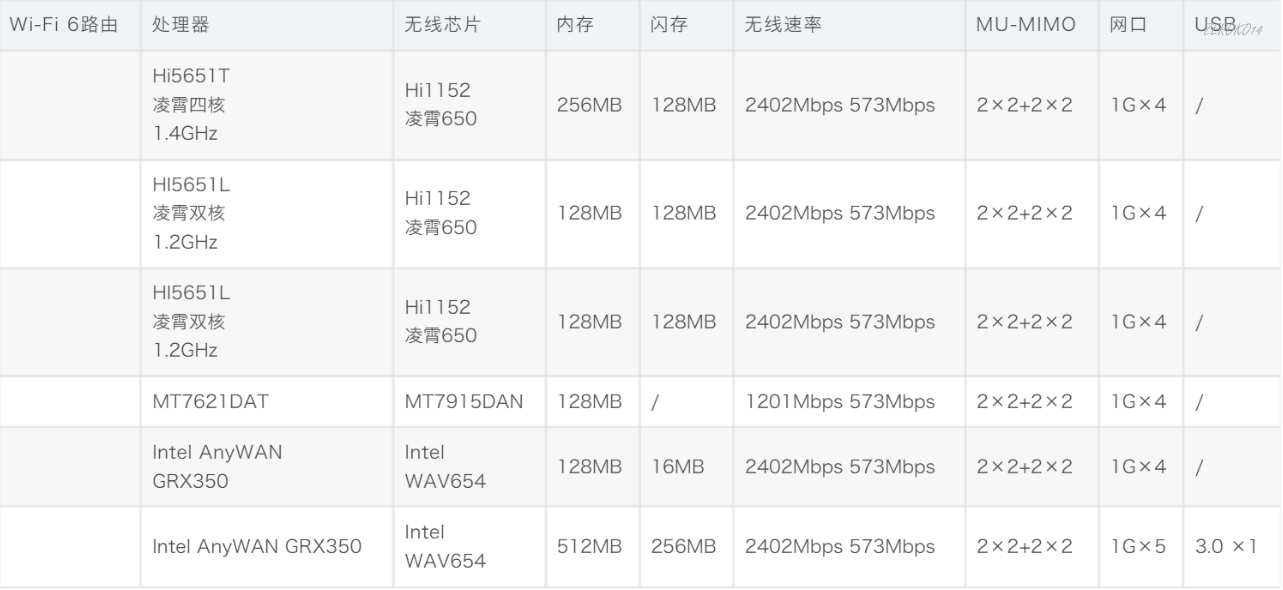 Wi-Fi 6路由 处理器 无线芯片 内存 闪存 无线速率 MU-MIMO 网口 USB
Hi5651T
凌霄四核
1.4GHz
Hi1152
凌霄650
256MB 128MB 2402Mbps 573Mbps 2×2+2×2 1G×4 /
HI5651L
凌霄双核
1.2GHz
Hi1152
凌霄650
128MB 128MB 2402Mbps 573Mbps 2×2+2×2 1G×4 /
HI5651L
凌霄双核
1.2GHz
Hi1152
凌霄650
128MB 128MB 2402Mbps 573Mbps 2×2+2×2 1G×4 /
MT7621DAT MT7915DAN 128MB / 1201Mbps 573Mbps 2×2+2×2 1G×4 /
Intel AnyWAN
GRX350
Intel
WAV654
128MB 16MB 2402Mbps 573Mbps 2×2+2×2 1G×4 /
Intel AnyWAN GRX350
Intel
WAV654
512MB 256MB 2402Mbps 573Mbps 2×2+2×2 1G×5 3.0 ×1